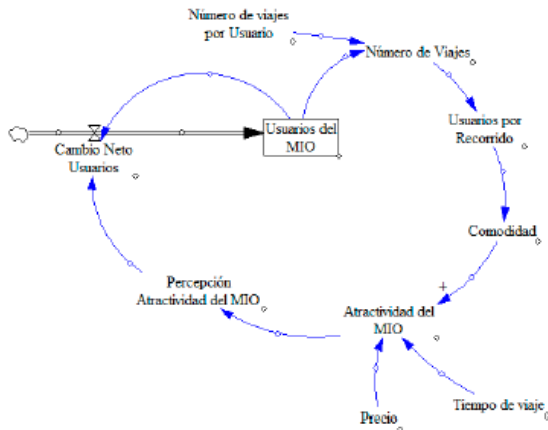 Número de viajes
por Usuario
Número de Viajes
Usuarios del
MIO
Cambio Neto
Usuarios
Usuarios por
Recorrido
Comodidad
Percepción
Atractividad del MIO
+
Atractividad del
MIO
Precio
Tiempo de viaje